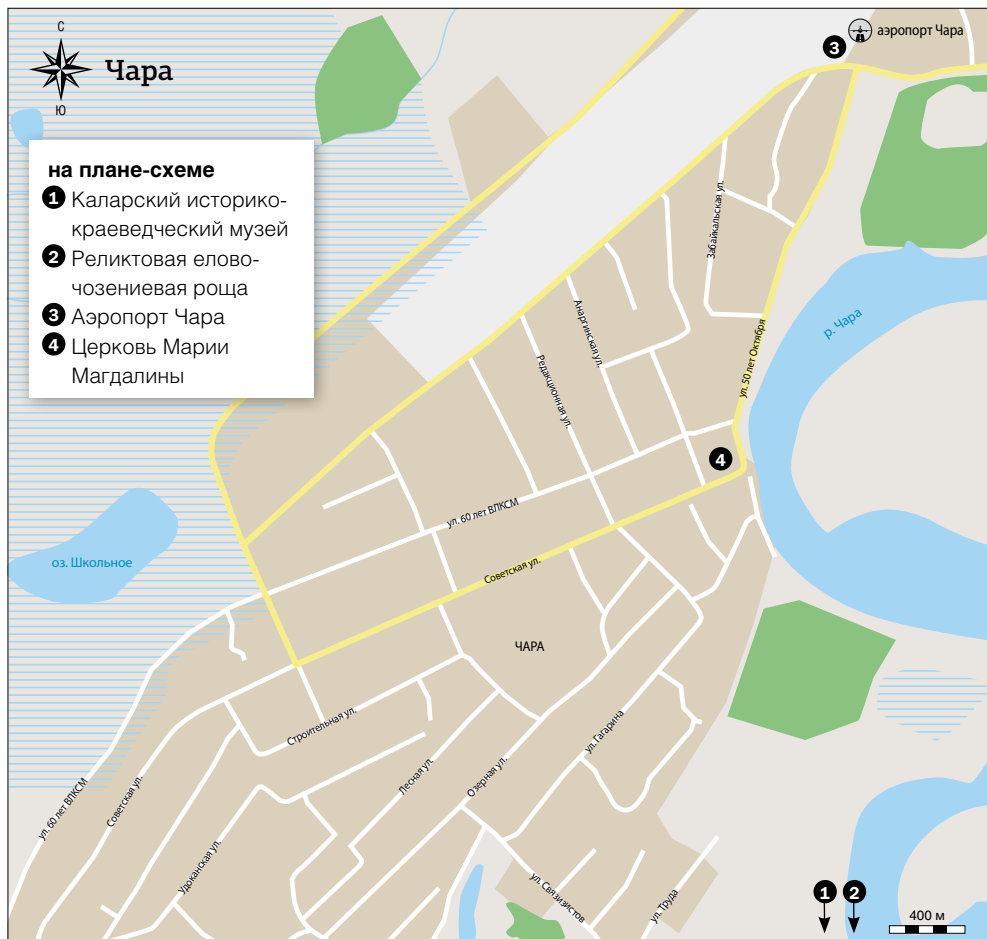 С
Чара
Ю
на плане-схеме
1 Каларский историко-
краеведческий музей
2 Реликтовая елово-
чозениевая роща
3 Аэропорт Чара
4 Церковь Марии
Магдалины
3
аэропорт Чара
Забайкальская ул.
р. Чара
Анаргинская ул.
ул. 50 лет Октября
Редакционная ул.
4
ул. 60 лет ВЛКСМ
оз. Школьное
Советская ул.
ЧАРА
Строительная ул.
ул. Гагарина
Лесная ул.
Озерная ул.
ул. 60 лет ВЛКСМ
Советская ул.
Удоканская ул.
ул. Связизистов
ул. Труда
1
2
400 м